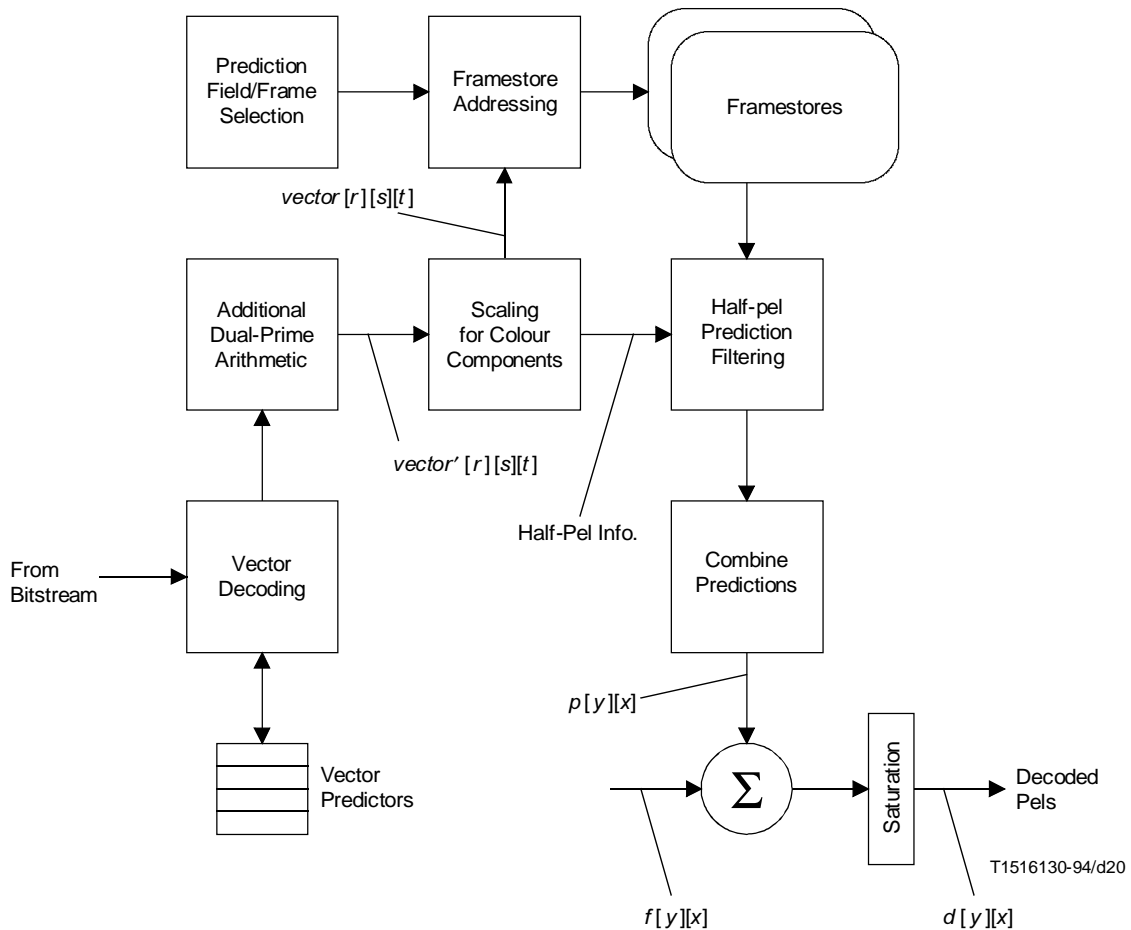 Prediction
Field/Frame
Selection
Framestore
Addressing
Framestores
vector [r][s][t]
Additional
Dual-Prime
Arithmetic
Scaling
for Colour
Components
Half-pel
Prediction
Filtering
vector′ [r][s][t]
Half-Pel Info.
From
Bitstream
Vector
Decoding
Combine
Predictions
p[y][x]
Vector
Predictors
Σ
Saturation
Decoded
Pels
T1516130-94/d20
f[y][x]
d[y][x]